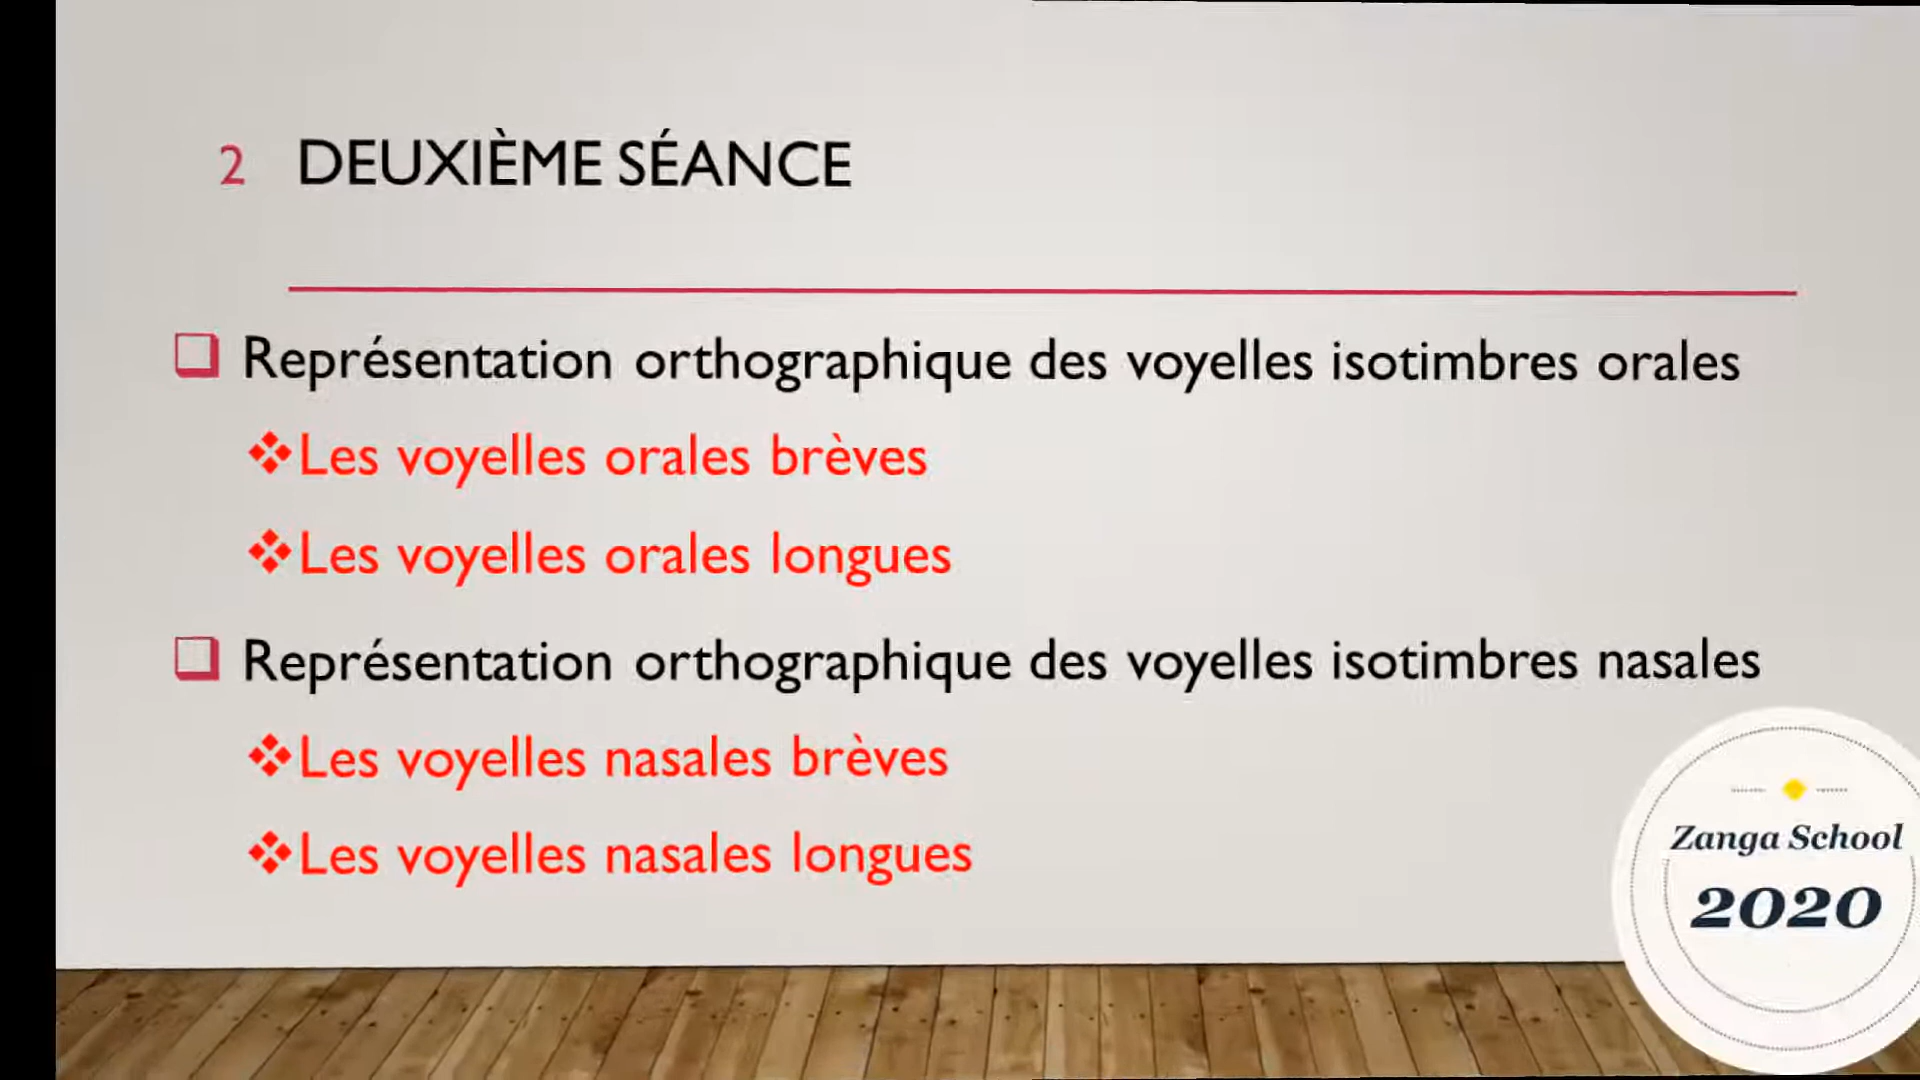 2 DEUXIÈME SÉANCE
Représentation orthographique des voyelles isotimbres orales
Les voyelles orales brèves
Les voyelles orales longues
Représentation orthographique des voyelles isotimbres nasales
Les voyelles nasales brèves
Les voyelles nasales longues
Zanga School
2020